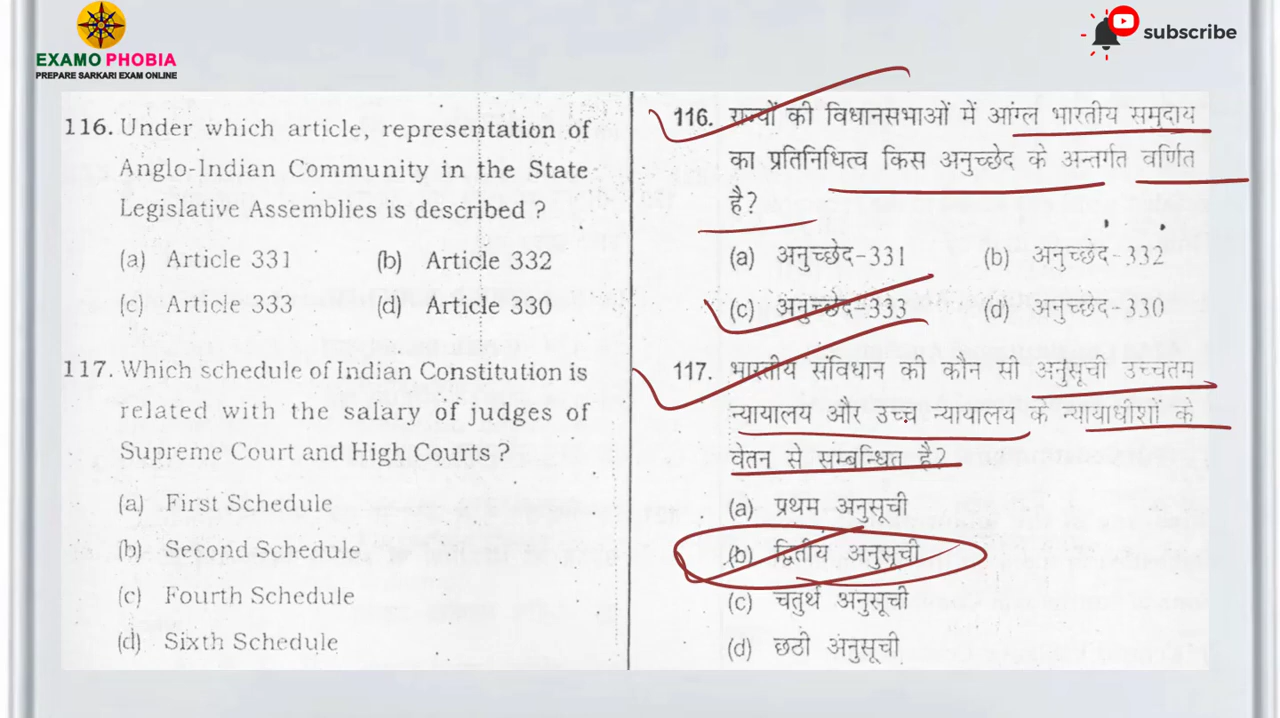 EXAMO PHOBIA
PREPARE SARKARI EXAM ONLINE
subscribe
116. Under which article, representation of
Anglo-Indian Community in the State
Legislative Assemblies is described ?
(a) Article 331 (b) Article 332
(c) Article 333 (d) Article 330
117. Which schedule of Indian Constitution is
related with the salary of judges of
Supreme Court and High Courts ?
(a) First Schedule
(b) Second Schedule
(c) Fourth Schedule
(d) Sixth Schedule
116. राज्यों की विधानसभाओं में आंग्ल भारतीय समुदाय
का प्रतिनिधित्व किस अनुच्छेद के अन्तर्गत वर्णित
है?
(a) अनुच्छेद-331 (b) अनुच्छेद-332
(c) अनुच्छेद-333 (d) अनुच्छेद-330
117. भारतीय संविधान की कौन सी अनुसूची उच्चतम
न्यायालय और उच्च न्यायालय के न्यायाधीशों के
वेतन से सम्बन्धित है?
(a) प्रथम अनुसूची
(b) द्वितीय अनुसूची
(c) चतुर्थ अनुसूची
(d) छठी अनुसूची